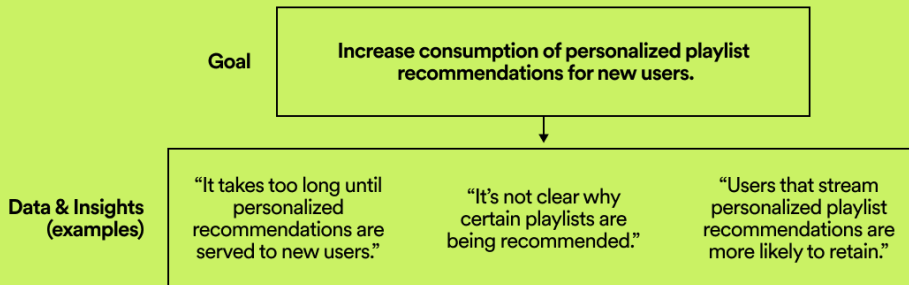 Goal
Increase consumption of personalized playlist
recommendations for new users.
Data & Insights
(examples)
“It takes too long until
personalized
recommendations are
served to new users.”
“It’s not clear why
certain playlists are
being recommended.”
“Users that stream
personalized playlist
recommendations are
more likely to retain.”